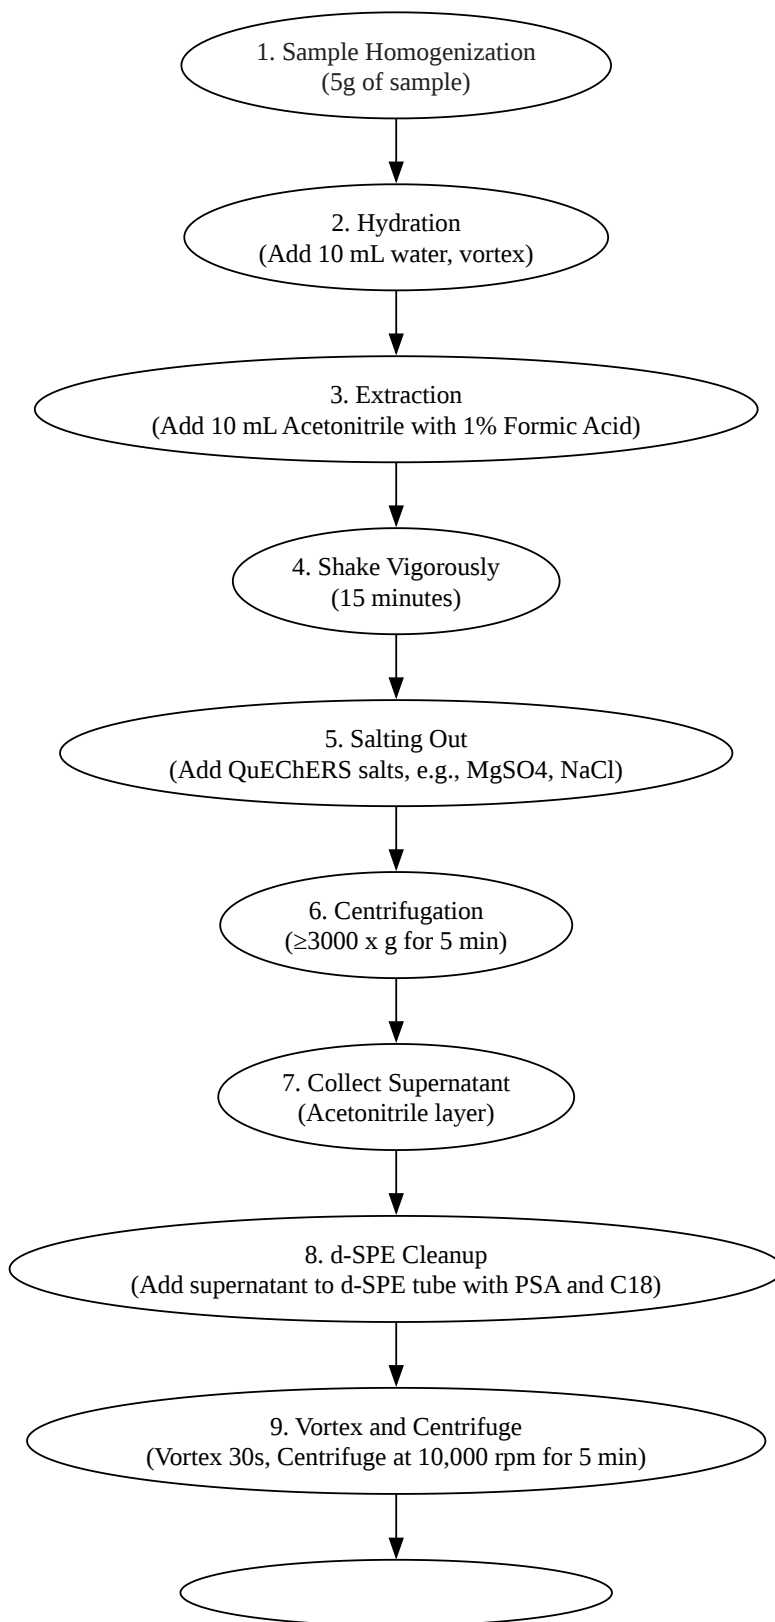 1. Sample Homogenization
(5g of sample)
2. Hydration
(Add 10 mL water, vortex)
3. Extraction
(Add 10 mL Acetonitrile with 1% Formic Acid)
4. Shake Vigorously
(15 minutes)
5. Salting Out
(Add QuEChERS salts, e.g., MgSO4, NaCl)
6. Centrifugation
(≥3000 x g for 5 min)
7. Collect Supernatant
(Acetonitrile layer)
8. d-SPE Cleanup
(Add supernatant to d-SPE tube with PSA and C18)
9. Vortex and Centrifuge
(Vortex 30s, Centrifuge at 10,000 rpm for 5 min)